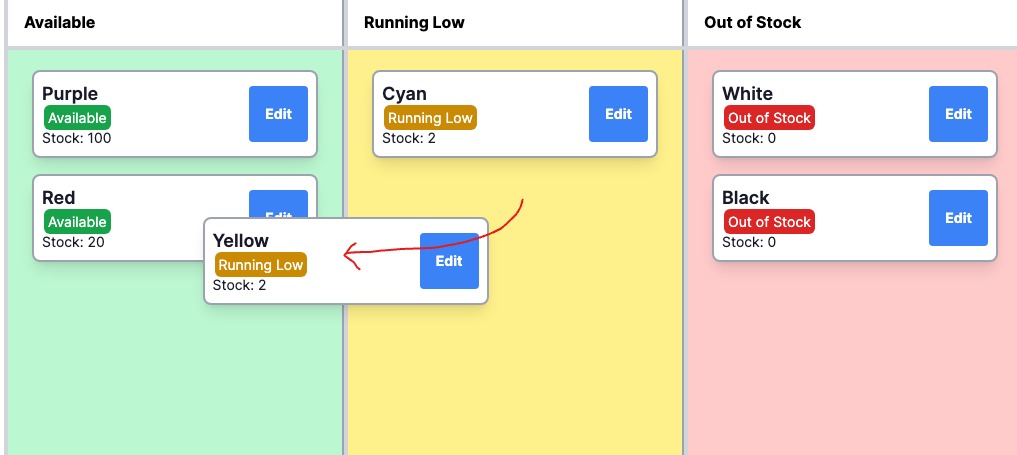 Available
Running Low
Out of Stock
Purple
Available
Stock: 100
Edit
Red
Available
Stock: 20
Edit
Yellow
Running Low
Stock: 2
Edit
Cyan
Running Low
Stock: 2
Edit
White
Out of Stock
Stock: 0
Edit
Black
Out of Stock
Stock: 0
Edit